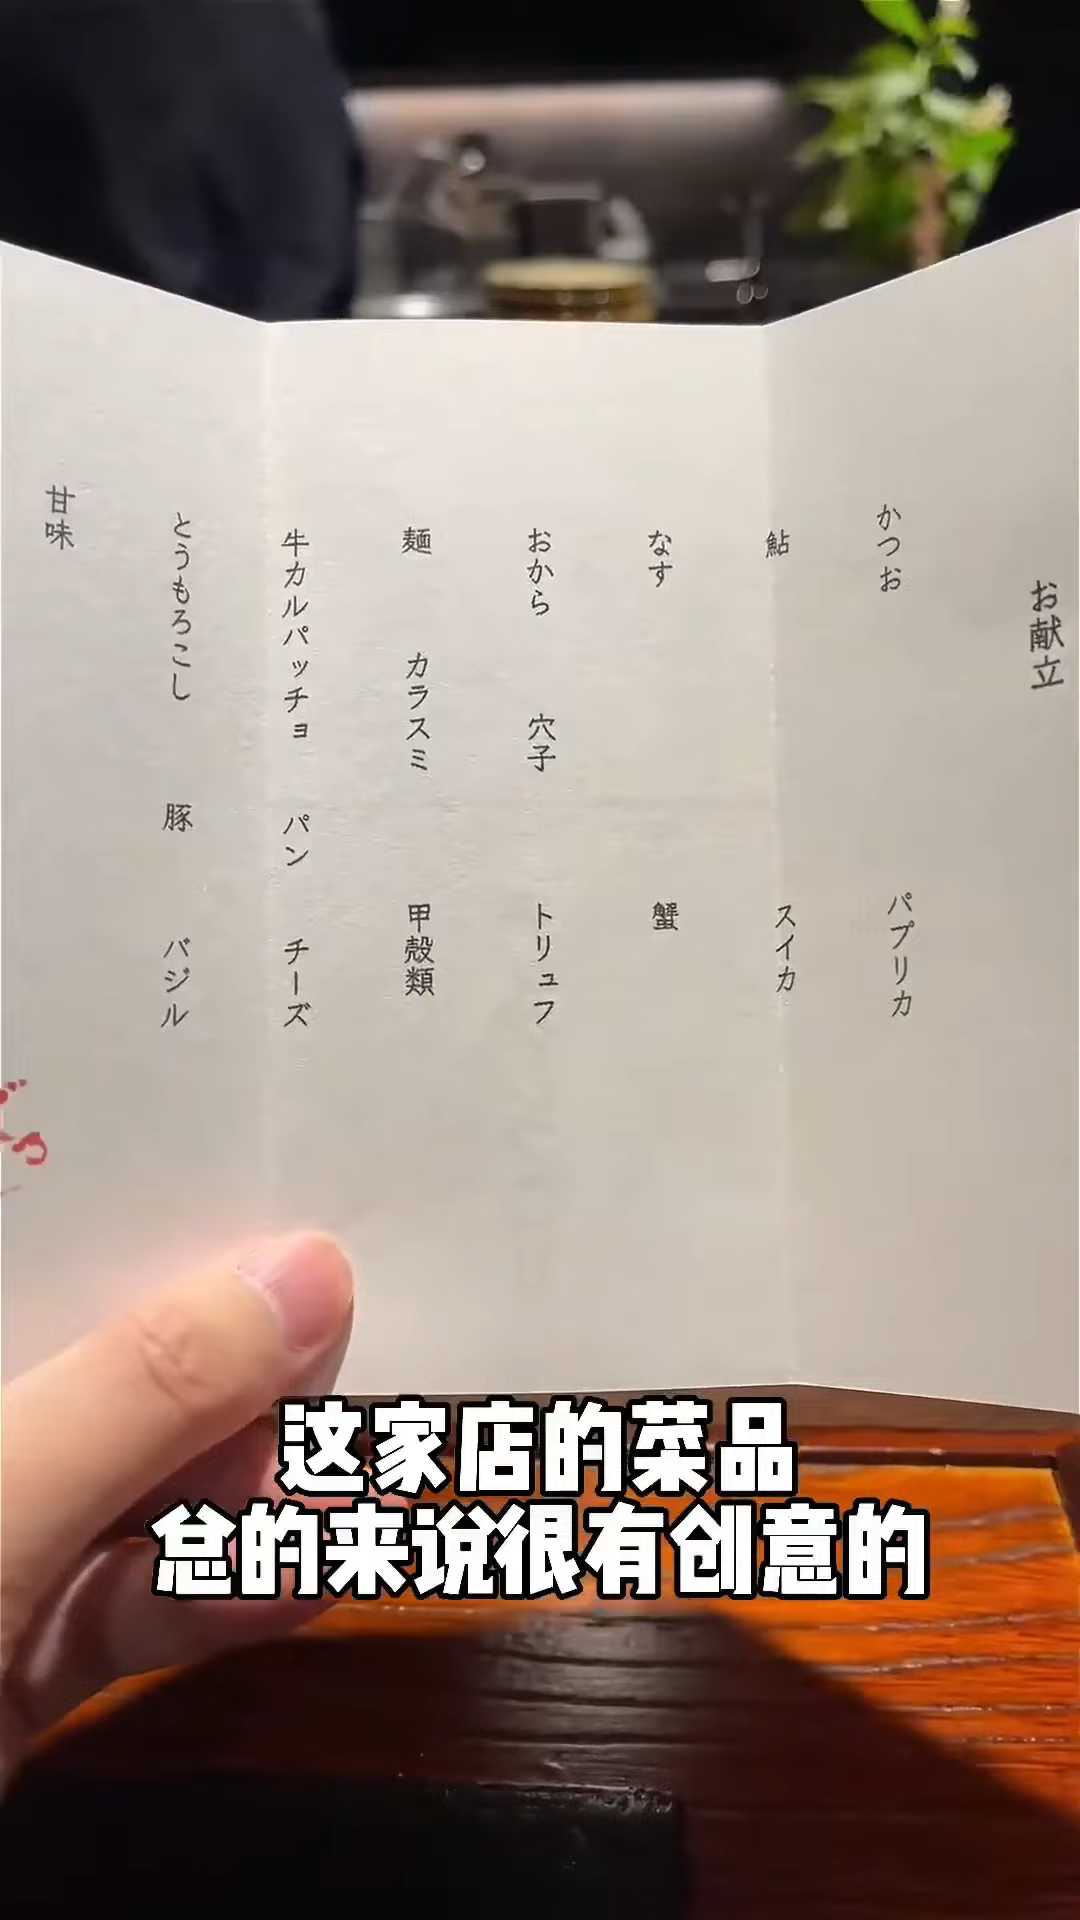 お献立
かつお　パプリカ
鮎　スイカ
なす　蟹
おから　穴子　トリュフ
麺　カラスミ　甲殻類
牛カルパッチョ　パン　チーズ
とうもろこし　豚　バジル
甘味
这家店的菜品
总的来说很有创意的